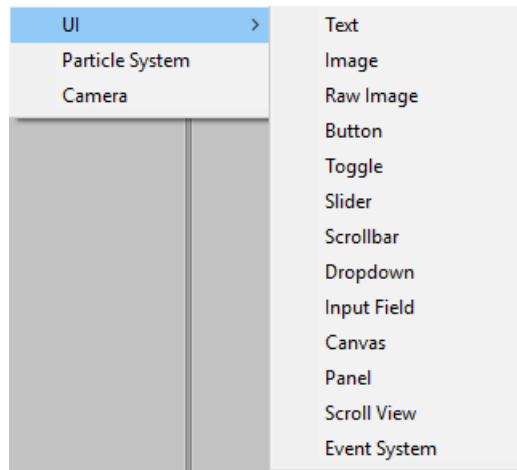 UI >
Particle System
Camera
Text
Image
Raw Image
Button
Toggle
Slider
Scrollbar
Dropdown
Input Field
Canvas
Panel
Scroll View
Event System